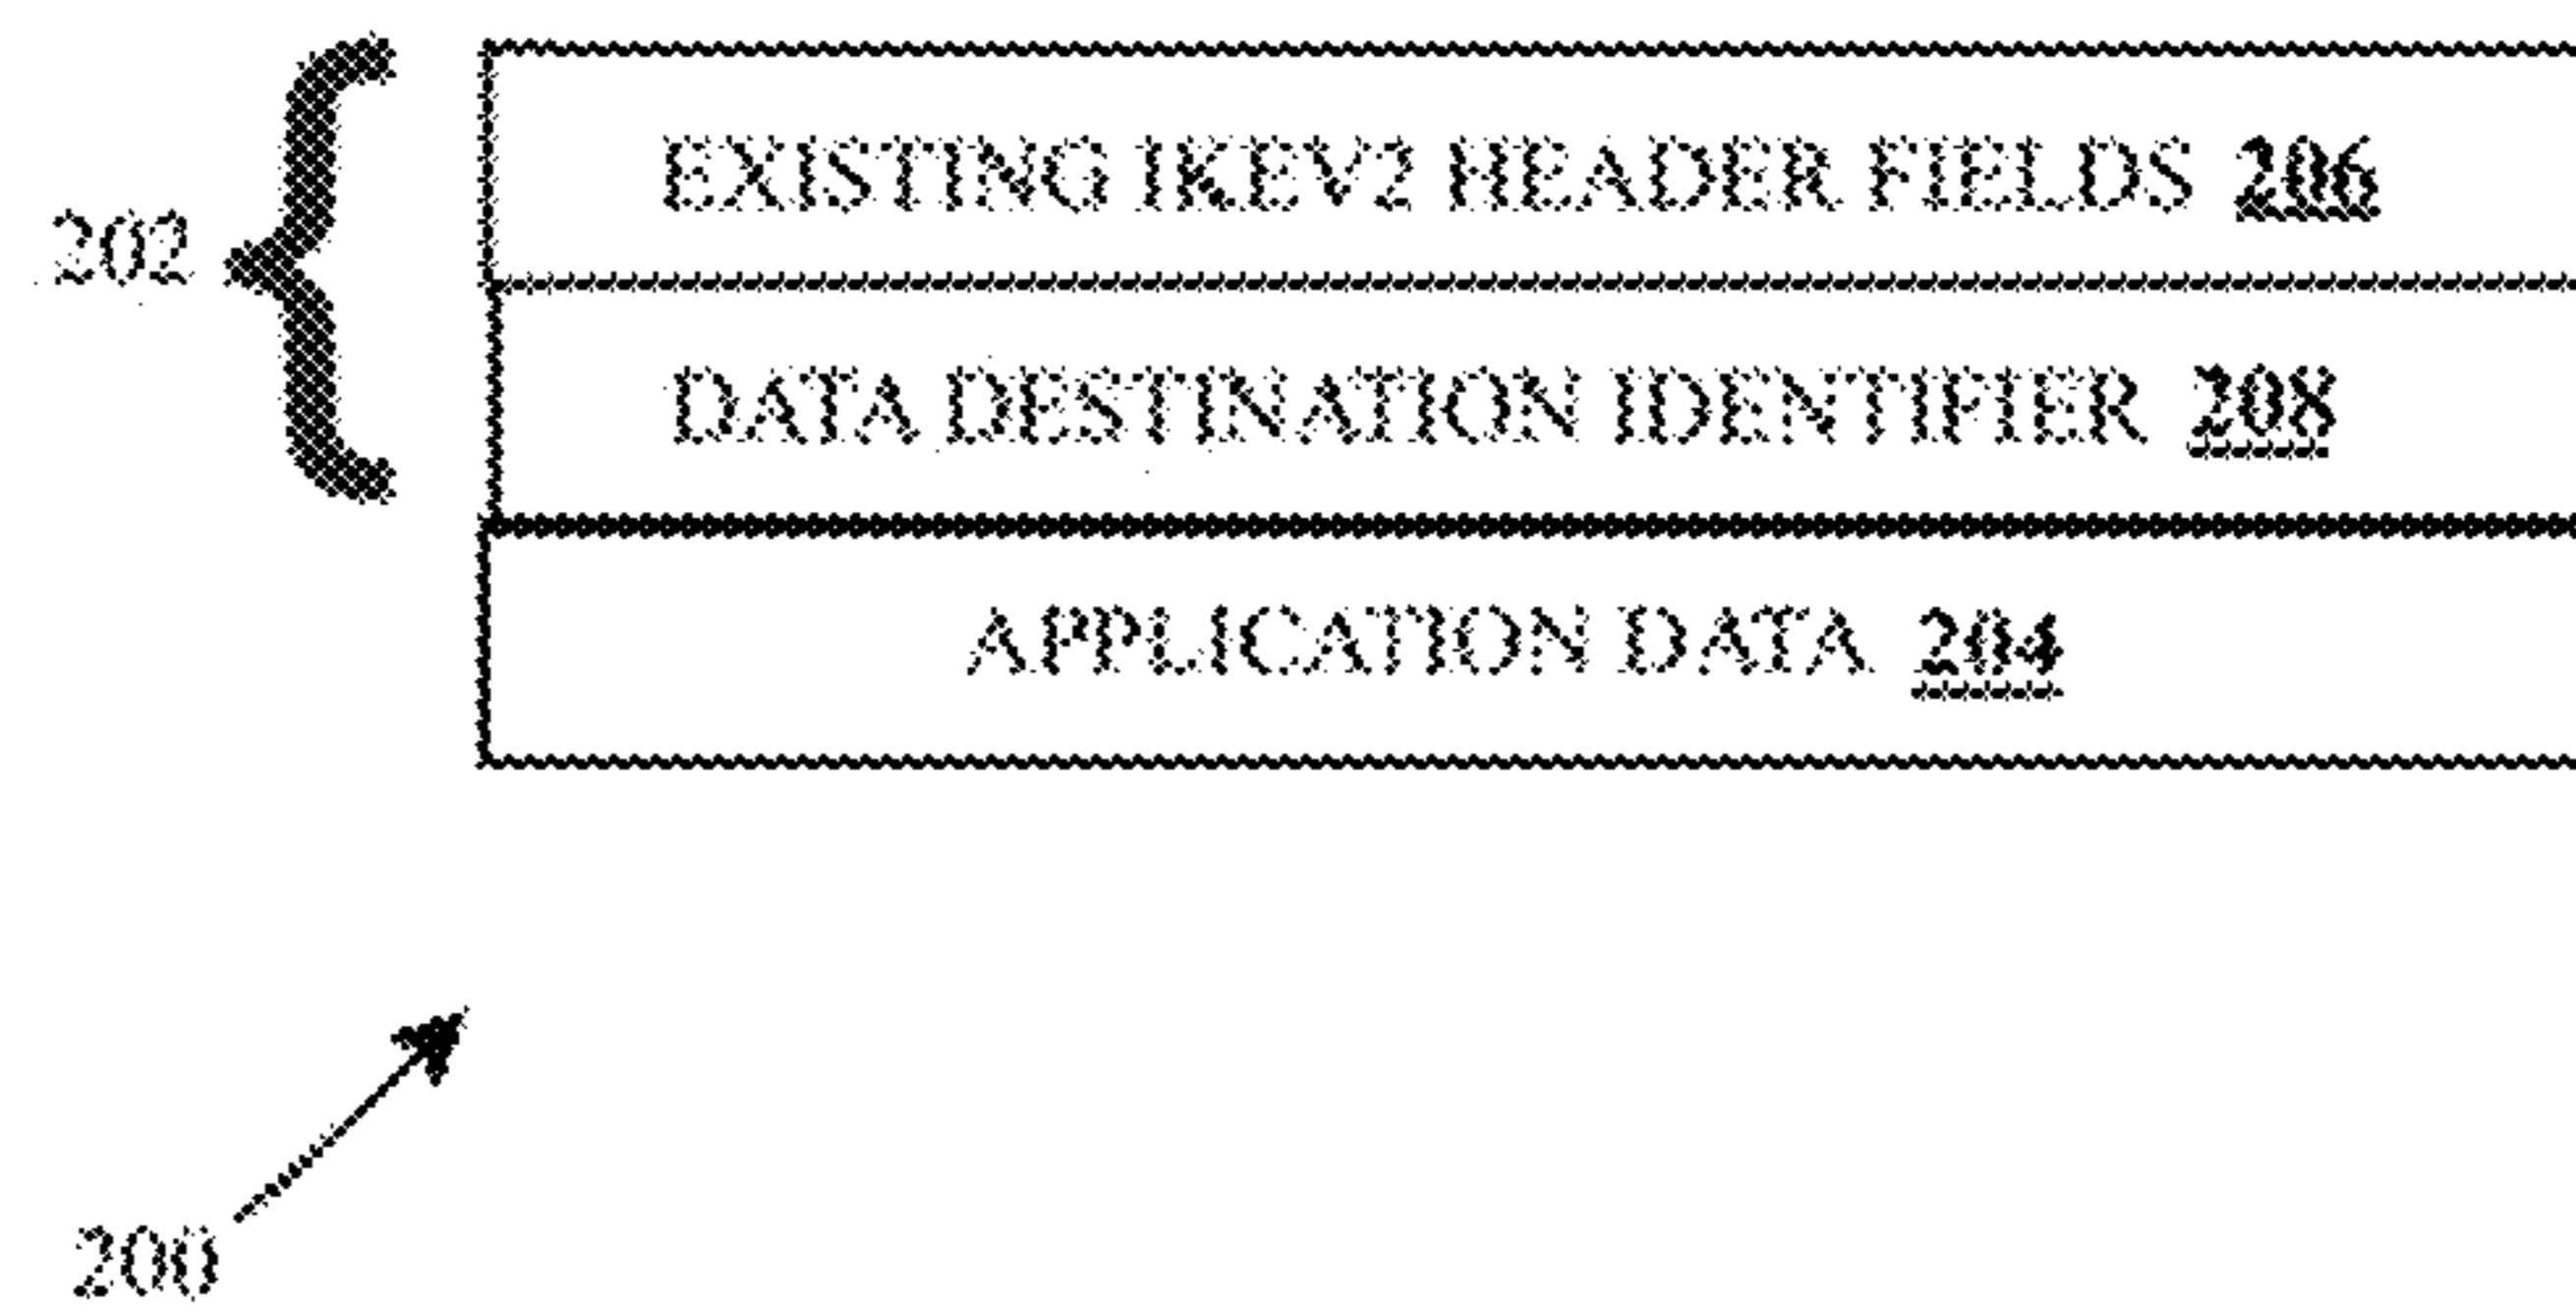 EXISTING IKEV2 HEADER FIELDS 206
202
DATA DESTINATION IDENTIFIER 208
APPLICATION DATA 204
200